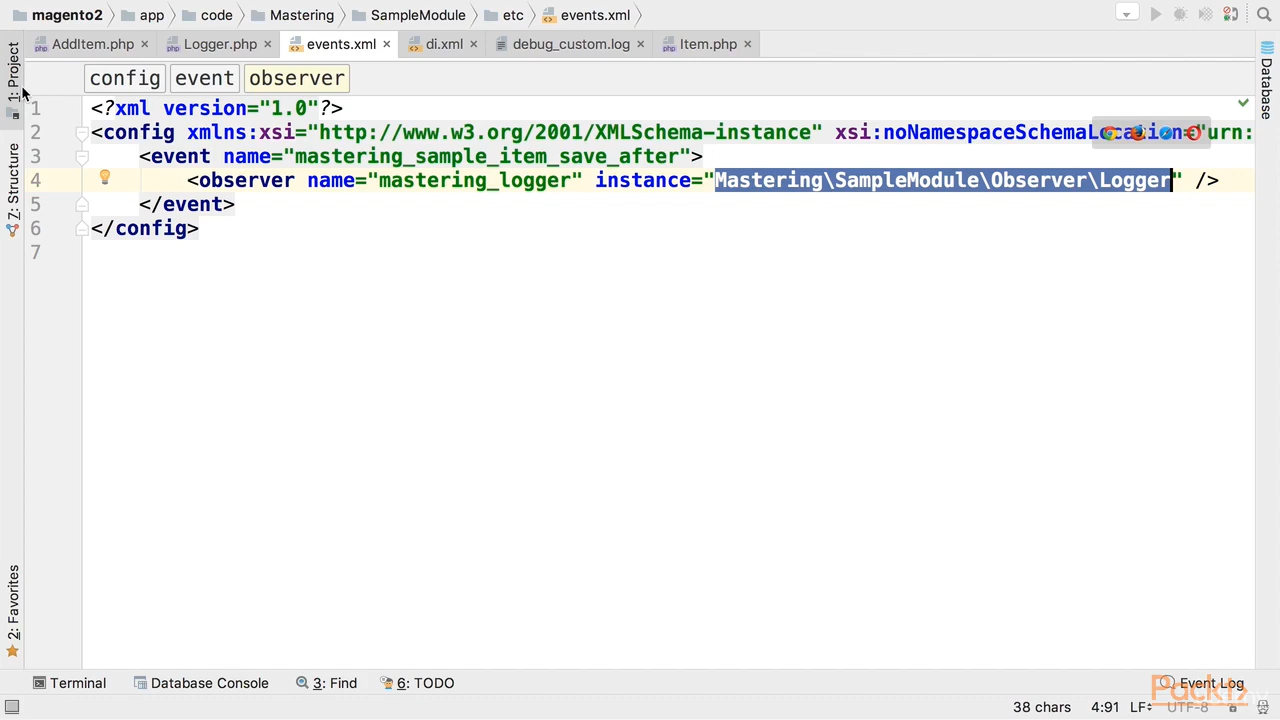 magento2 app code Mastering SampleModule etc events.xml
AddItem.php Logger.php events.xml di.xml debug_custom.log Item.php
1: Project
7: Structure
2: Favorites
Database
config event observer
1 <?xml version="1.0"?>
2 <config xmlns:xsi="http://www.w3.org/2001/XMLSchema-instance" xsi:noNamespaceSchemaLocation="urn:
3 <event name="mastering_sample_item_save_after">
4 <observer name="mastering_logger" instance="Mastering\SampleModule\Observer\Logger" />
5 </event>
6 </config>
7
Terminal Database Console 3: Find 6: TODO Event Log
Packt
38 chars 4:91 LF UTF-8